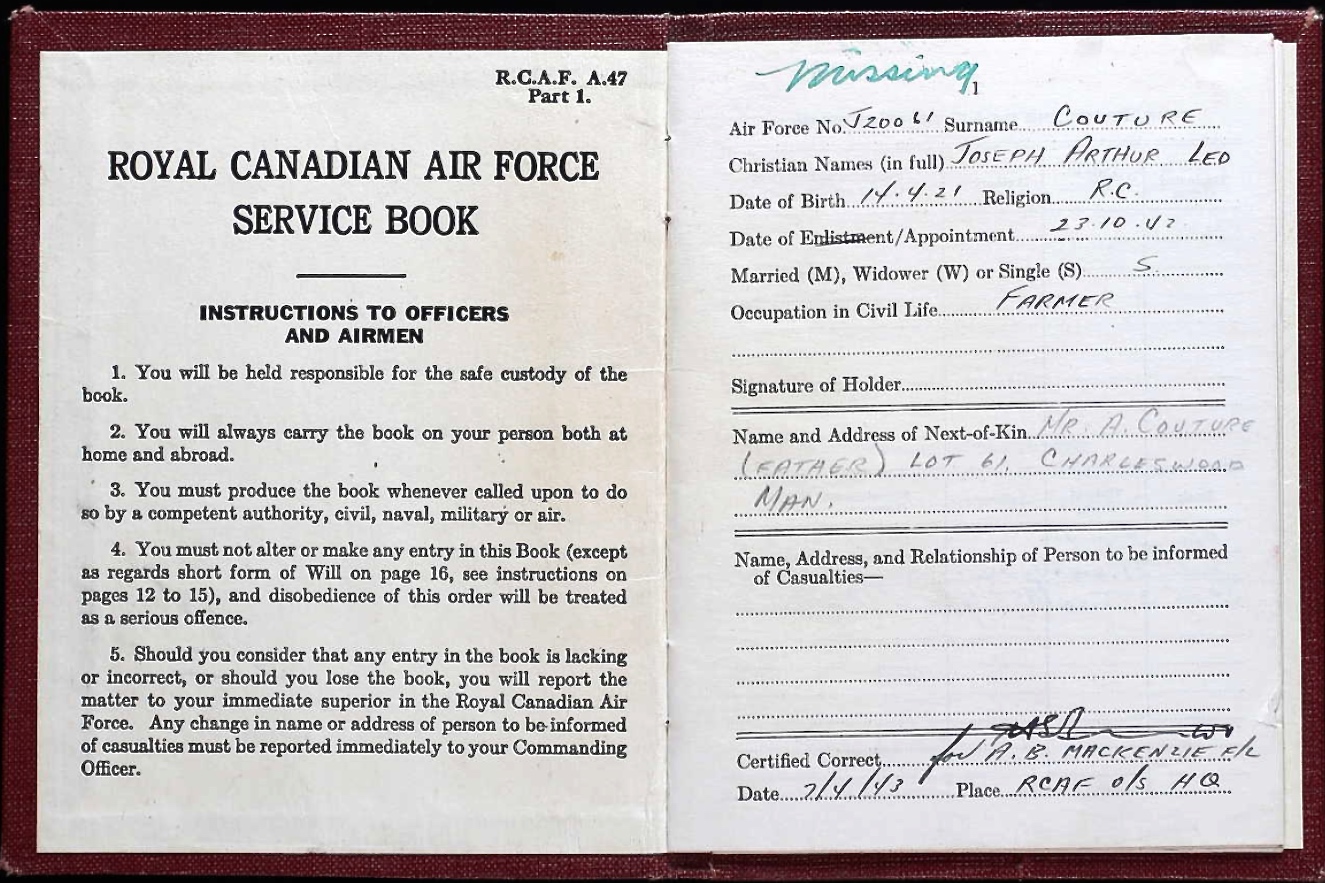 R.C.A.F. A.47
Part 1.
ROYAL CANADIAN AIR FORCE
SERVICE BOOK
INSTRUCTIONS TO OFFICERS
AND AIRMEN
1. You will be held responsible for the safe custody of the
book.
2. You will always carry the book on your person both at
home and abroad.
3. You must produce the book whenever called upon to do
so by a competent authority, civil, naval, military or air.
4. You must not alter or make any entry in this Book (except
as regards short form of Will on page 16, see instructions on
pages 12 to 15), and disobedience of this order will be treated
as a serious offence.
5. Should you consider that any entry in the book is lacking
or incorrect, or should you lose the book, you will report the
matter to your immediate superior in the Royal Canadian Air
Force. Any change in name or address of person to be informed
of casualties must be reported immediately to your Commanding
Officer.
Missing
1
Air Force No. J20061 Surname COUTURE
Christian Names (in full) JOSEPH ARTHUR LEO
Date of Birth 14.4.21 Religion R.C.
Date of Enlistment/Appointment 23.10.42
Married (M), Widower (W) or Single (S) S
Occupation in Civil Life FARMER
Signature of Holder
Name and Address of Next-of-Kin MR. A. COUTURE
(FATHER) LOT 61, CHARLESWOOD
MAN.
Name, Address, and Relationship of Person to be informed
of Casualties—
Certified Correct for A.B. MACKENZIE F/L
Date 7/4/43 Place RCAF O/S HQ